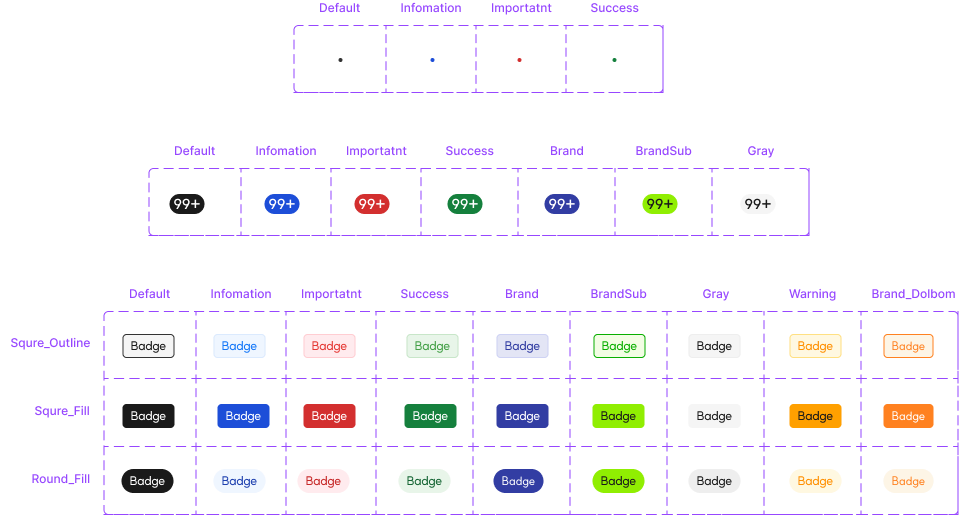 Default Infomation Importatnt Success
Default Infomation Importatnt Success Brand BrandSub Gray
99+ 99+ 99+ 99+ 99+ 99+ 99+
Default Infomation Importatnt Success Brand BrandSub Gray Warning Brand_Dolbom
Squre_Outline Badge Badge Badge Badge Badge Badge Badge Badge Badge
Squre_Fill Badge Badge Badge Badge Badge Badge Badge Badge Badge
Round_Fill Badge Badge Badge Badge Badge Badge Badge Badge Badge